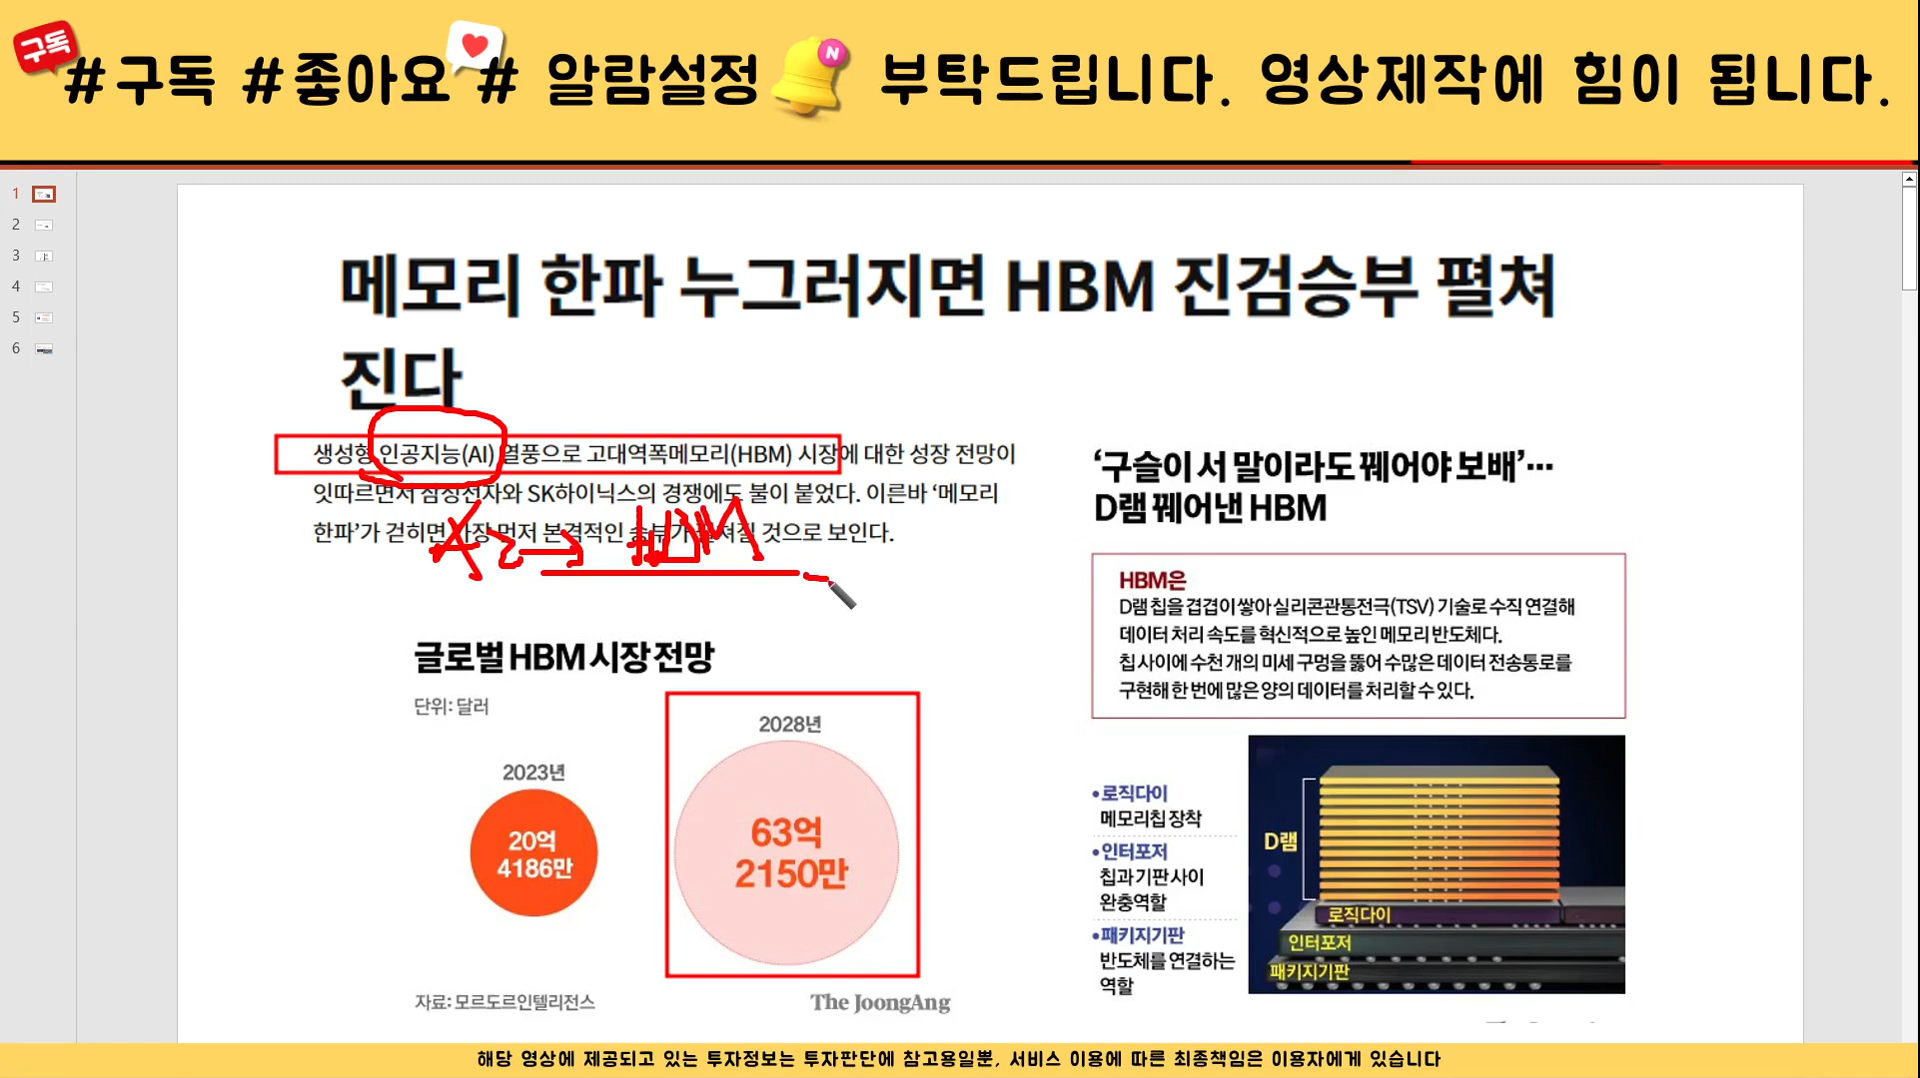 구독
N
#구독 #좋아요 # 알람설정 부탁드립니다. 영상제작에 힘이 됩니다.
1
2
3
4
5
6
메모리 한파 누그러지면 HBM 진검승부 펼쳐
진다
생성형 인공지능(AI) 열풍으로 고대역폭메모리(HBM) 시장에 대한 성장 전망이
잇따르면서 삼성전자와 SK하이닉스의 경쟁에도 불이 붙었다. 이른바 ‘메모리
한파’가 걷히면 가장 먼저 본격적인 승부가 펼쳐질 것으로 보인다.
HBM
글로벌 HBM 시장 전망
단위: 달러
2023년
20억
4186만
2028년
63억
2150만
자료: 모르도르인텔리전스
The JoongAng
‘구슬이 서 말이라도 꿰어야 보배’…
D램 꿰어낸 HBM
HBM은
D램 칩을 겹겹이 쌓아 실리콘관통전극(TSV) 기술로 수직 연결해
데이터 처리 속도를 혁신적으로 높인 메모리 반도체다.
칩 사이에 수천 개의 미세 구멍을 뚫어 수많은 데이터 전송통로를
구현해 한 번에 많은 양의 데이터를 처리할 수 있다.
•로직다이
메모리칩 장착
•인터포저
칩과 기판 사이
완충역할
•패키지기판
반도체를 연결하는
역할
D램
로직다이
인터포저
패키지기판
해당 영상에 제공되고 있는 투자정보는 투자판단에 참고용일뿐, 서비스 이용에 따른 최종책임은 이용자에게 있습니다